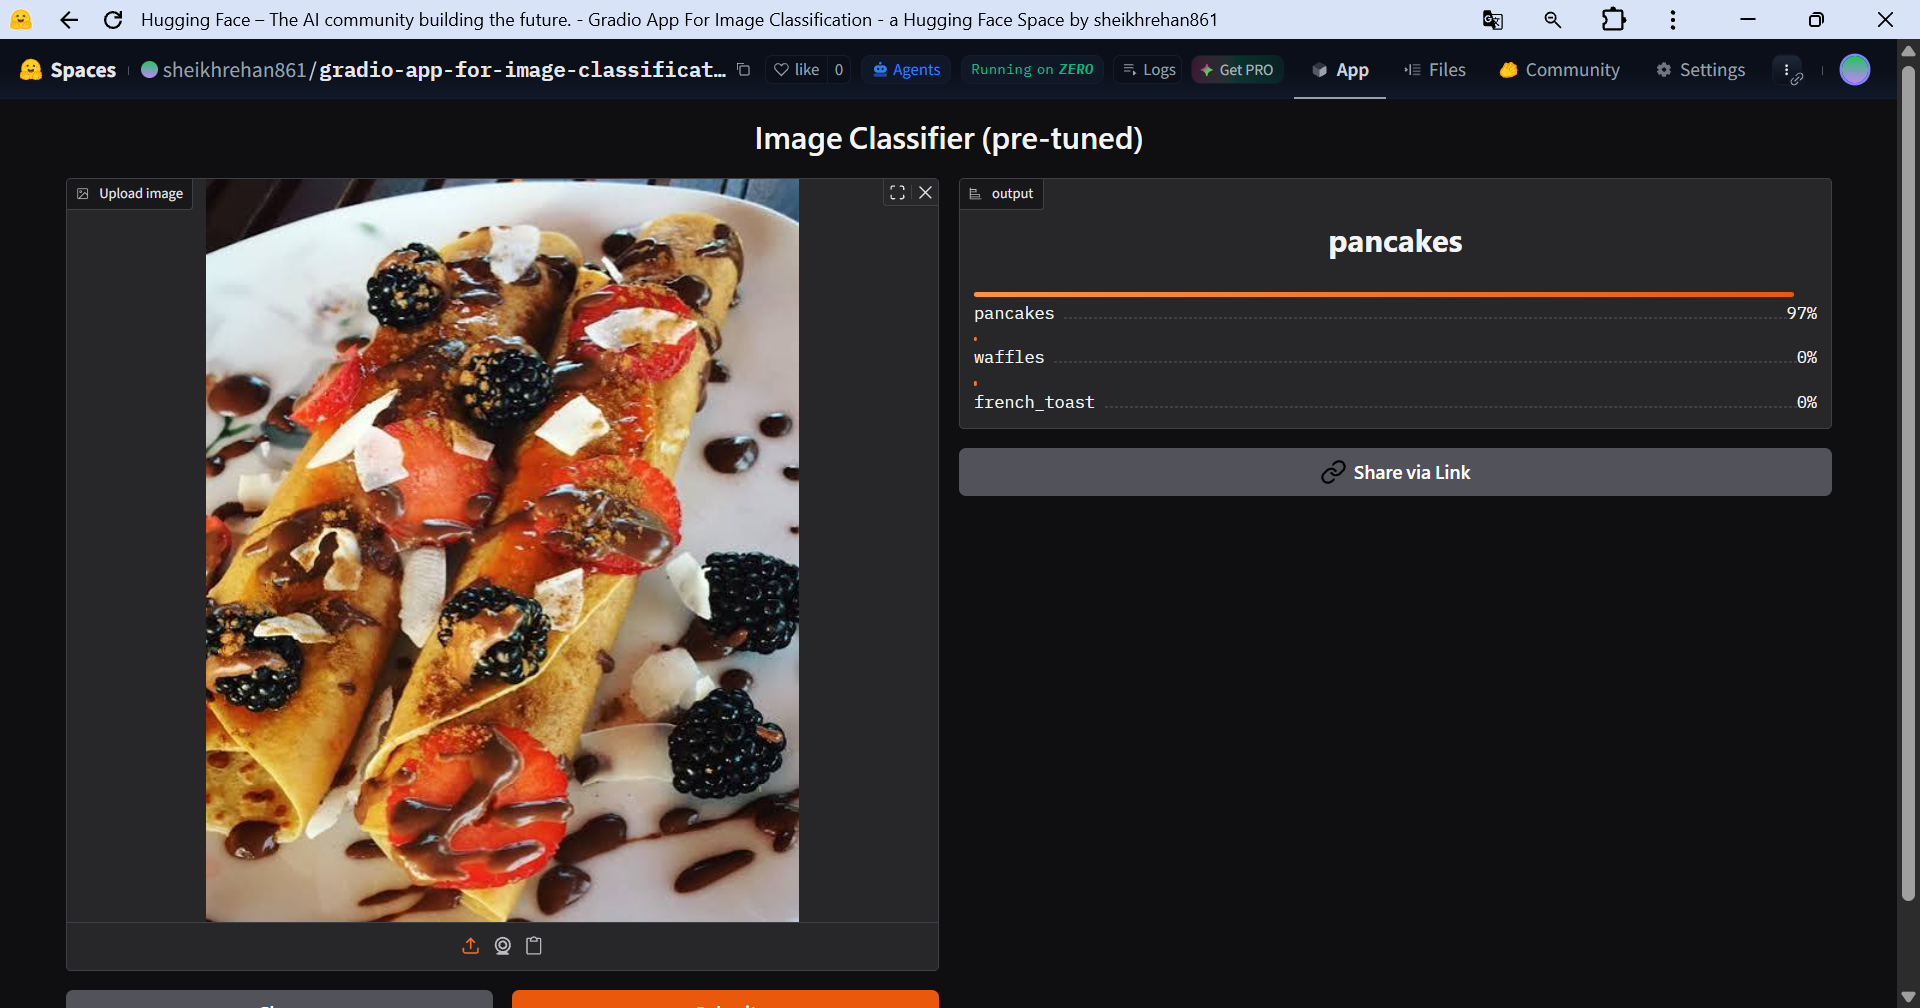 Hugging Face – The AI community building the future. - Gradio App For Image Classification - a Hugging Face Space by sheikhrehan861
Spaces sheikhrehan861/gradio-app-for-image-classificat... like 0 Agents Running on ZERO Logs Get PRO App Files Community Settings
Image Classifier (pre-tuned)
Upload image
output
pancakes
pancakes 97%
waffles 0%
french_toast 0%
Share via Link